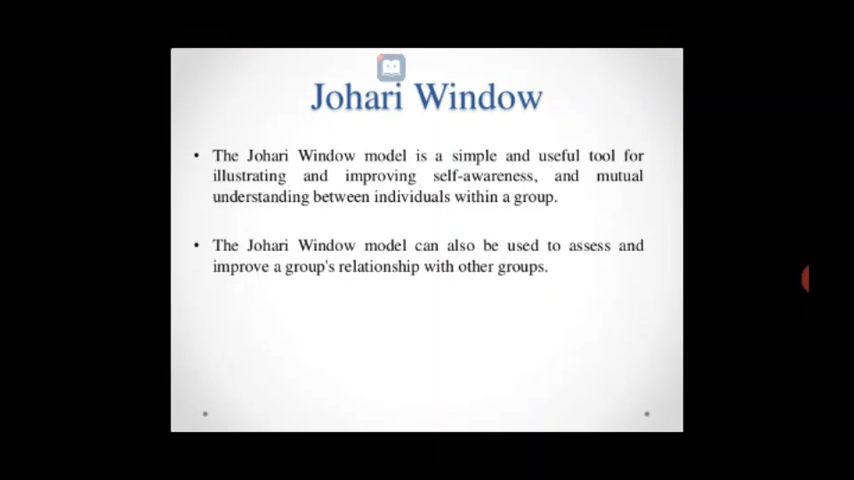 Johari Window
• The Johari Window model is a simple and useful tool for
illustrating and improving self-awareness, and mutual
understanding between individuals within a group.
• The Johari Window model can also be used to assess and
improve a group's relationship with other groups.